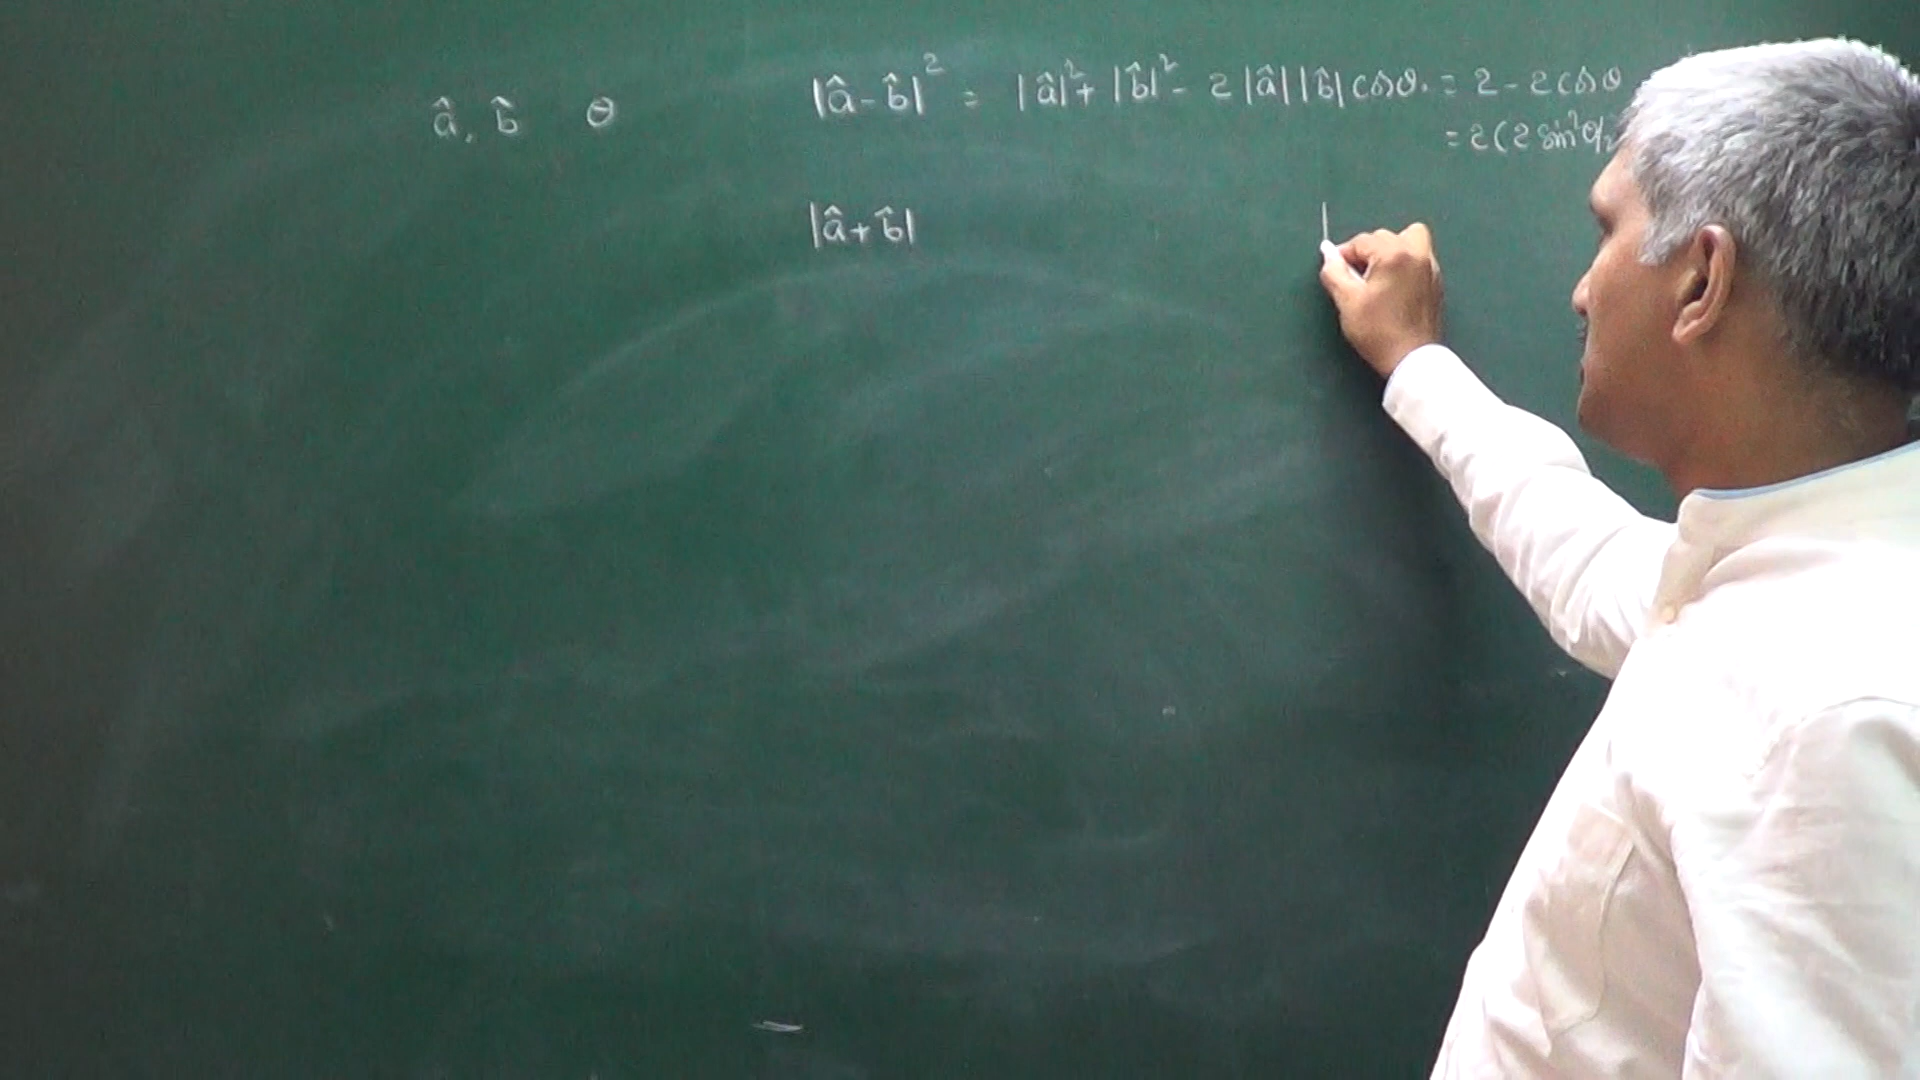 â, b̂ θ
|â-b̂|² = |â|² + |b̂|² - 2|â||b̂|cosθ. = 2 - 2cosθ
= 2(2sin²θ/2
|â+b̂| |